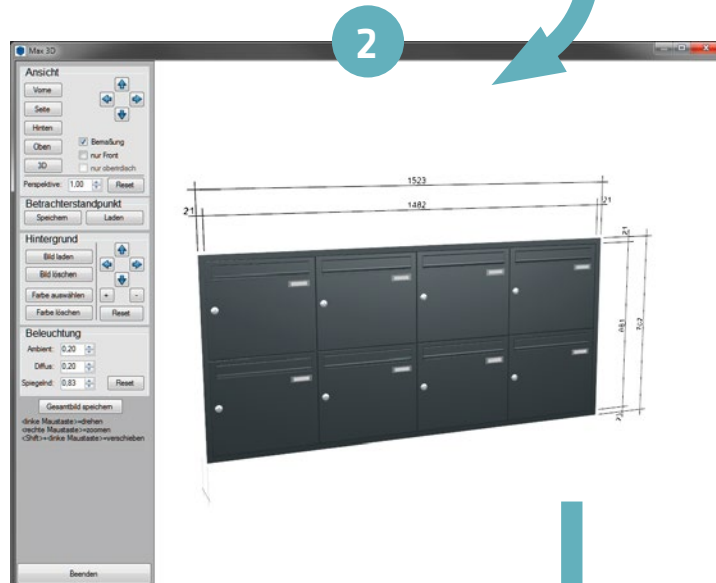 2
Max 3D
Ansicht
Vorne
Seite
Hinten
Oben
3D
Bemaßung
nur Front
nur oberirdisch
Perspektive: 1,00 Reset
Betrachterstandpunkt
Speichern Laden
Hintergrund
Bild laden
Bild löschen
Farbe auswählen + -
Farbe löschen Reset
Beleuchtung
Ambient: 0,20
Diffus: 0,20
Spiegelnd: 0,83 Reset
Gesamtbild speichern
<linke Maustaste>=drehen
<rechte Maustaste>=zoomen
<Shift>+<linke Maustaste>=verschieben
Beenden
1523
21 1482 21
21